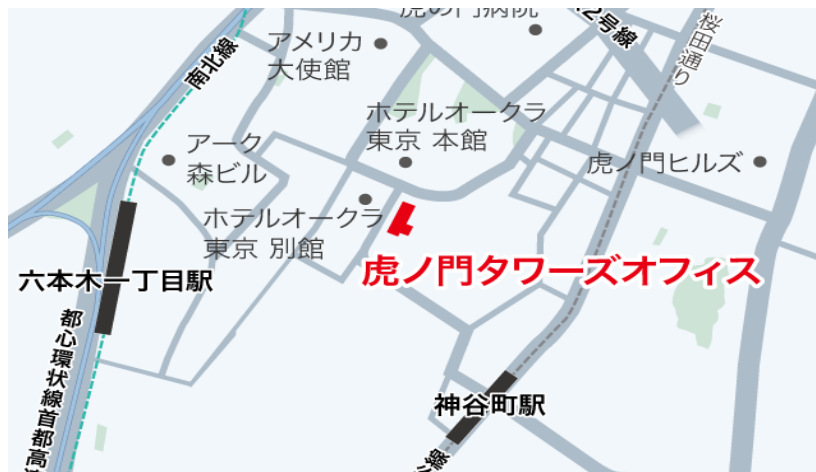 虎の門病院
2号線
桜田通り
南北線
アメリカ
大使館
ホテルオークラ
東京 本館
アーク
森ビル
虎ノ門ヒルズ
ホテルオークラ
東京 別館
虎ノ門タワーズオフィス
六本木一丁目駅
都心環状線首都高速
神谷町駅